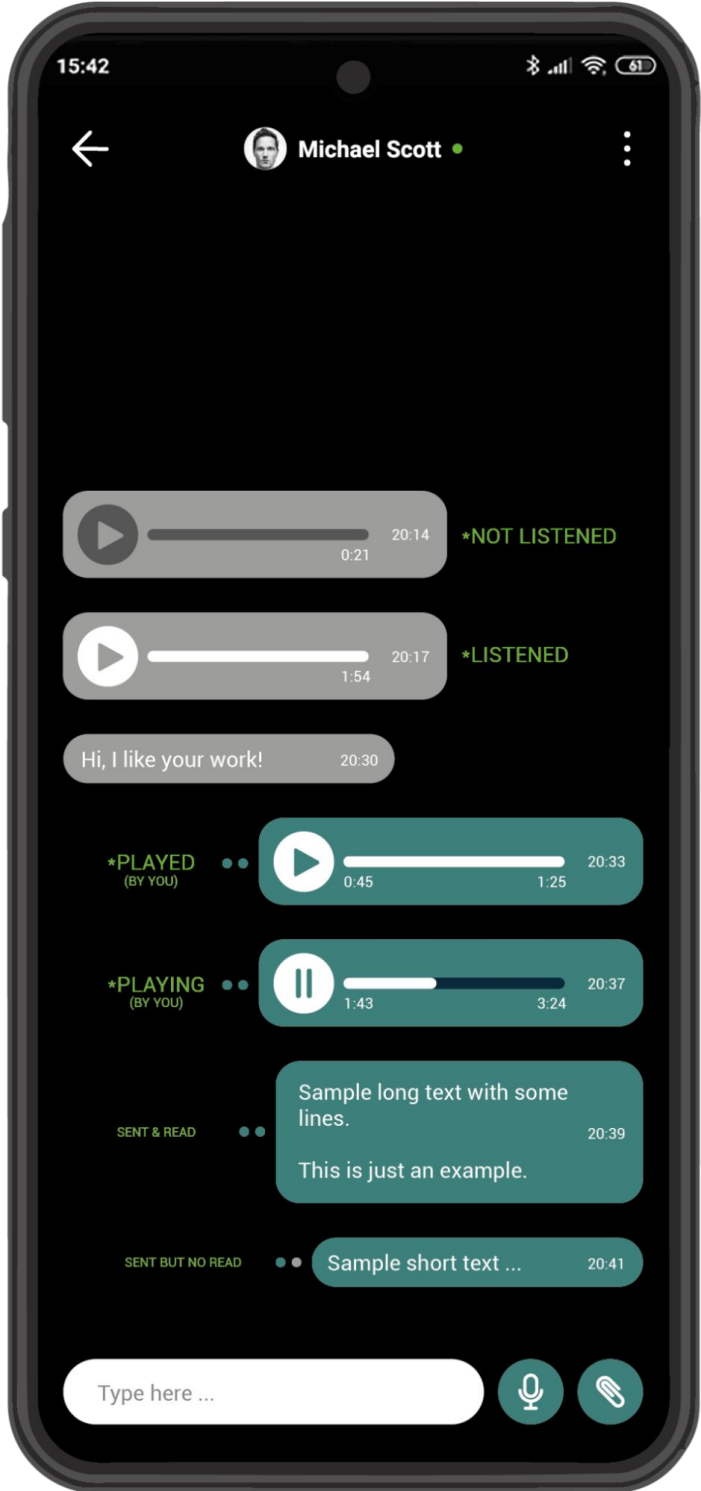 15:42
61
Michael Scott
20:14
*NOT LISTENED
0:21
20:17
*LISTENED
1:54
Hi, I like your work!
20:30
*PLAYED
(BY YOU)
20:33
0:45
1:25
*PLAYING
(BY YOU)
20:37
1:43
3:24
Sample long text with some
lines.
SENT & READ
20:39
This is just an example.
SENT BUT NO READ
Sample short text ...
20:41
Type here ...